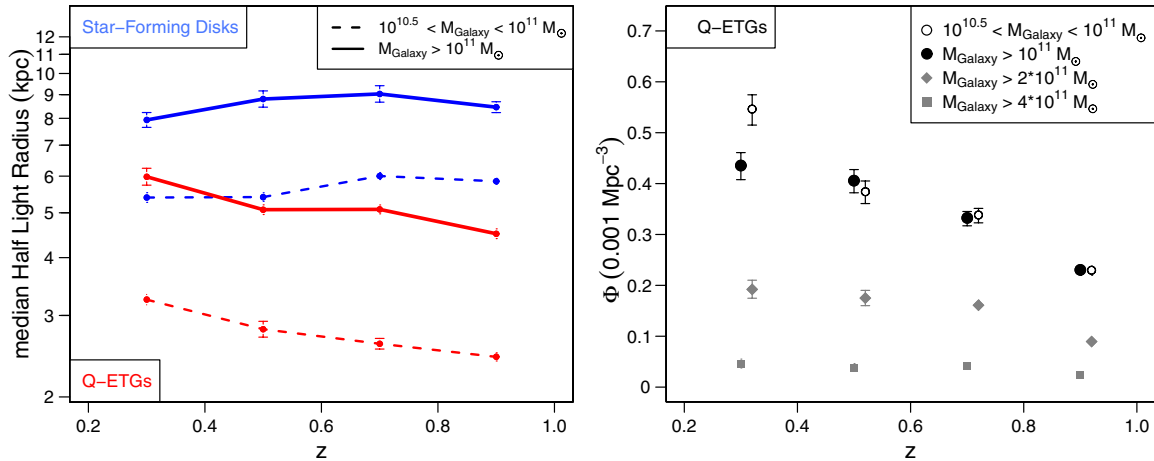 Star−Forming Disks
10^10.5 < M_Galaxy < 10^11 M_⊙
M_Galaxy > 10^11 M_⊙
median Half Light Radius (kpc)
12
11
10
9
8
7
6
5
4
3
2
Q−ETGs
0.2 0.4 0.6 0.8 1.0
z
Q−ETGs
10^10.5 < M_Galaxy < 10^11 M_⊙
M_Galaxy > 10^11 M_⊙
M_Galaxy > 2*10^11 M_⊙
M_Galaxy > 4*10^11 M_⊙
Φ (0.001 Mpc^−3)
0.7
0.6
0.5
0.4
0.3
0.2
0.1
0
0.2 0.4 0.6 0.8 1.0
z